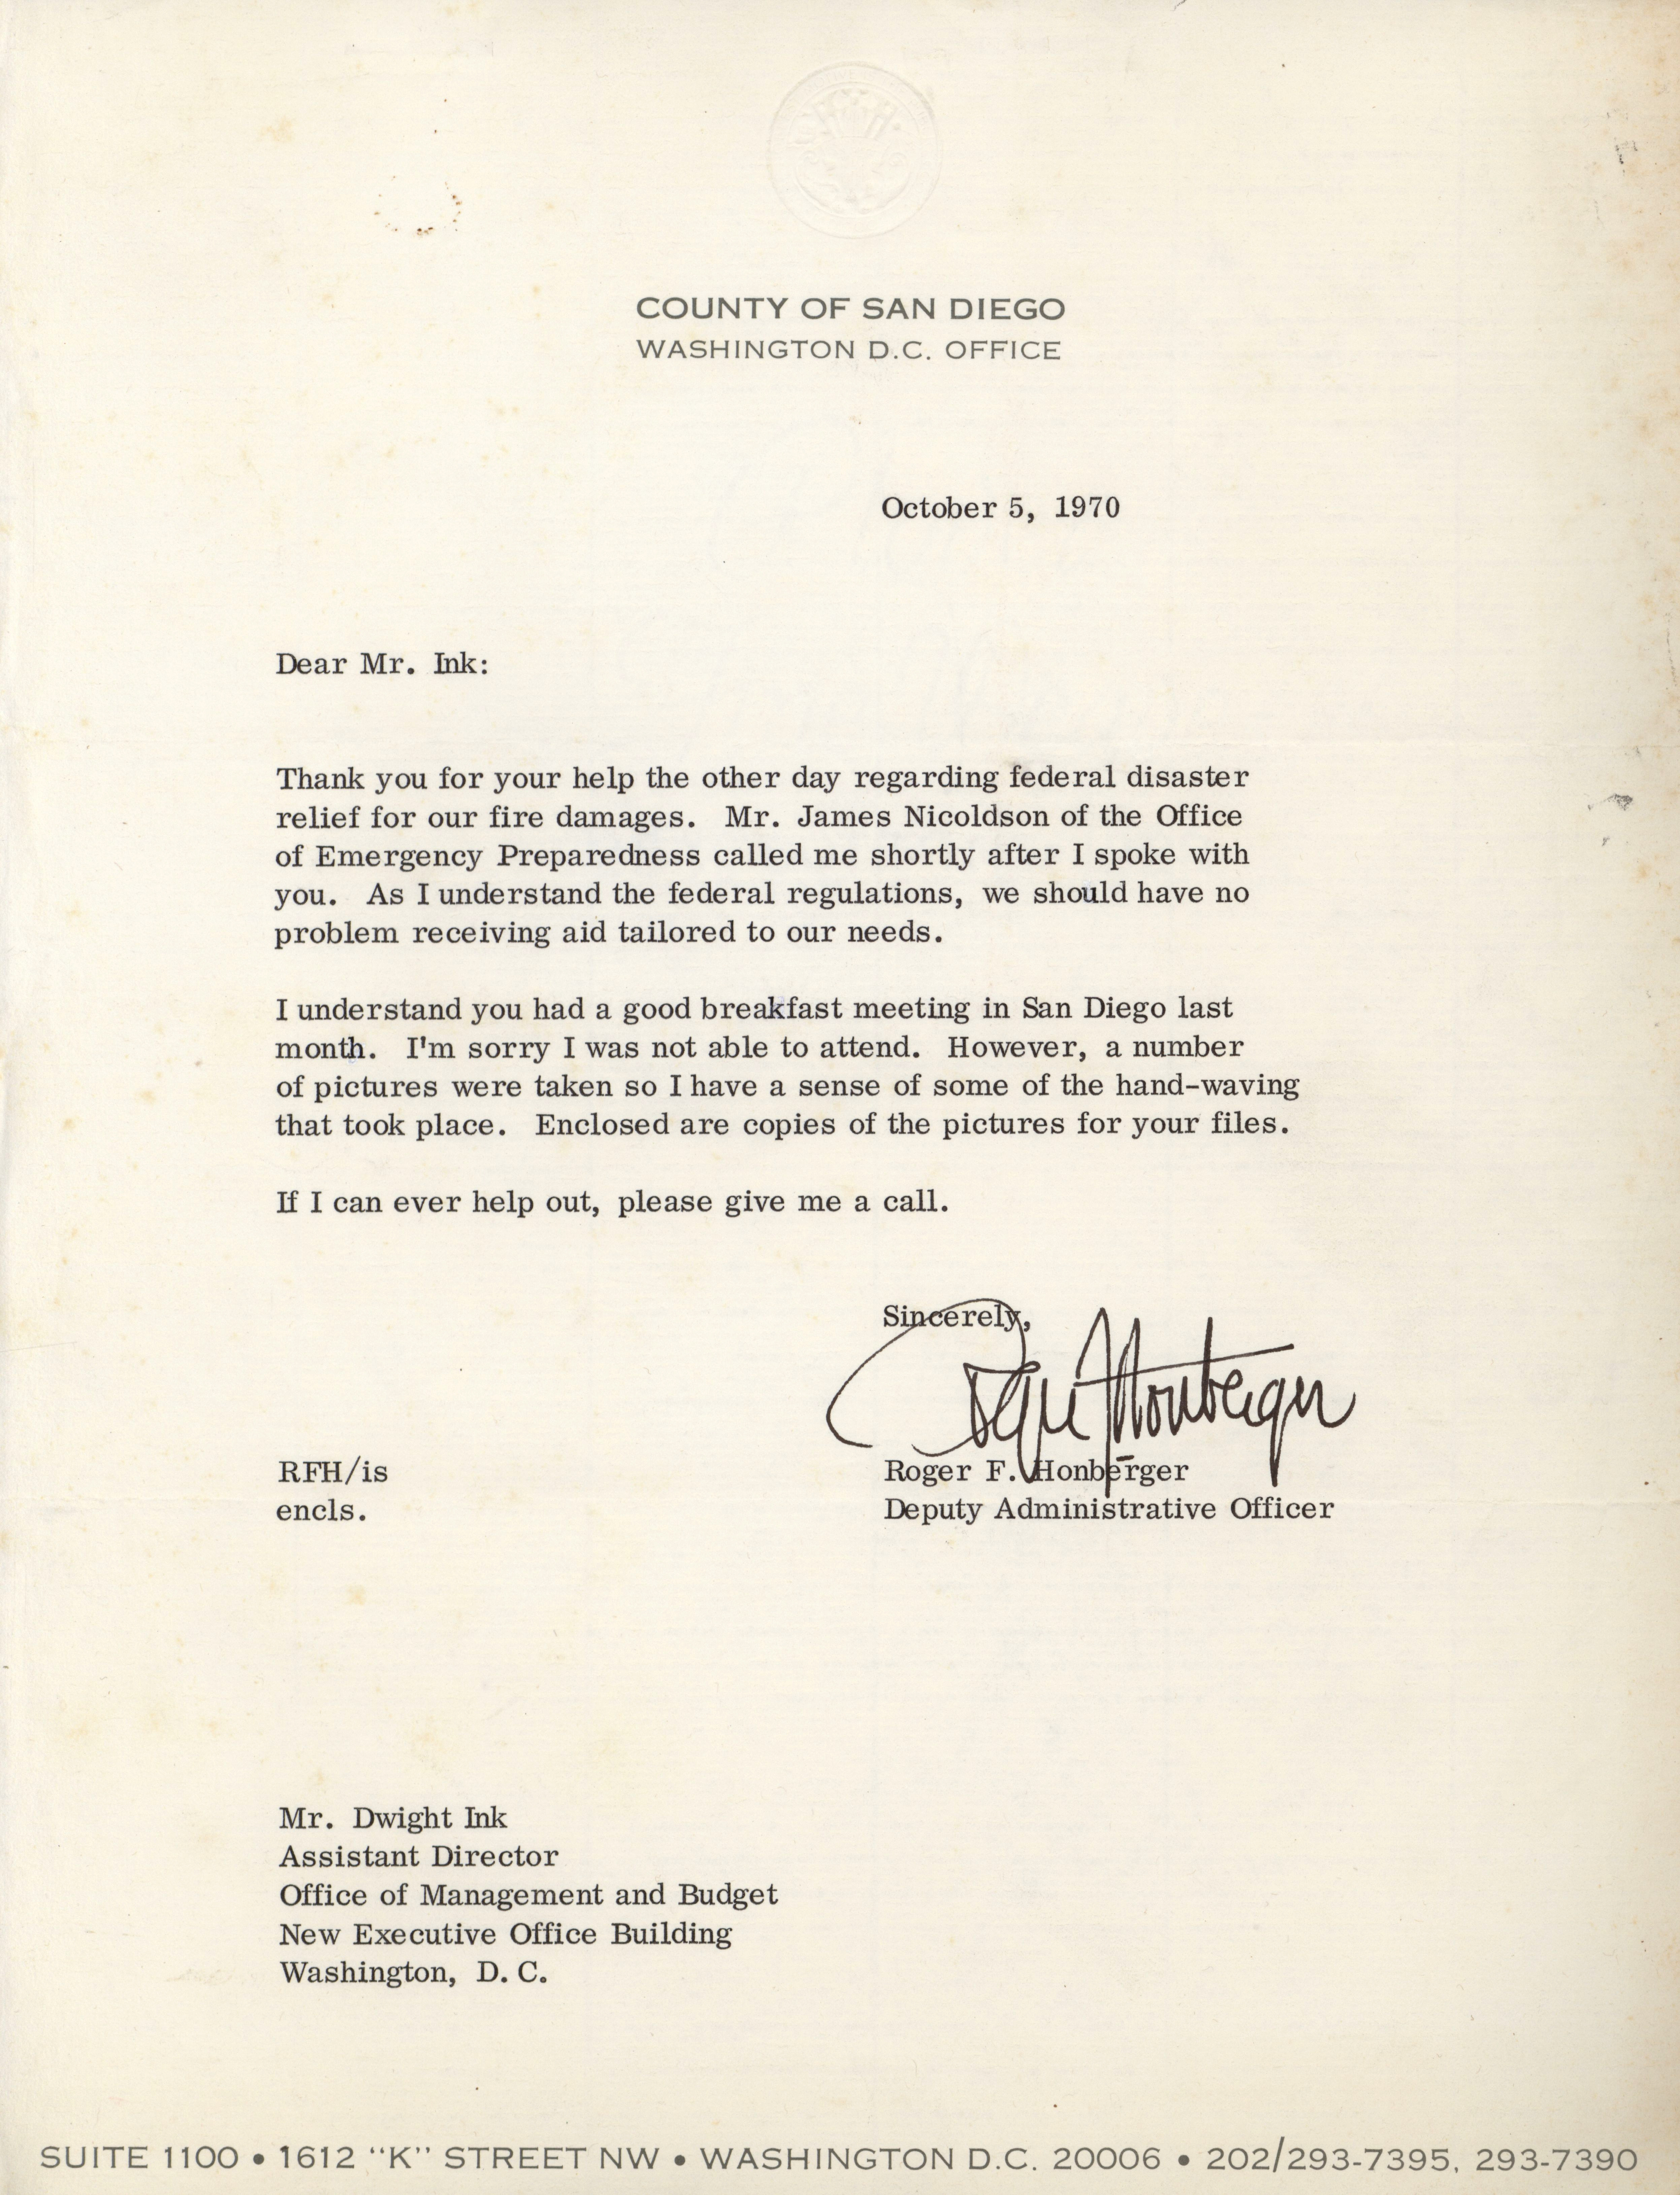 COUNTY OF SAN DIEGO
WASHINGTON D.C. OFFICE
October 5, 1970
Dear Mr. Ink:
Thank you for your help the other day regarding federal disaster
relief for our fire damages. Mr. James Nicoldson of the Office
of Emergency Preparedness called me shortly after I spoke with
you. As I understand the federal regulations, we should have no
problem receiving aid tailored to our needs.
I understand you had a good breakfast meeting in San Diego last
month. I'm sorry I was not able to attend. However, a number
of pictures were taken so I have a sense of some of the hand-waving
that took place. Enclosed are copies of the pictures for your files.
If I can ever help out, please give me a call.
Sincerely,
Roger Honberger
RFH/is
encls.
Roger F. Honberger
Deputy Administrative Officer
Mr. Dwight Ink
Assistant Director
Office of Management and Budget
New Executive Office Building
Washington, D. C.
SUITE 1100 • 1612 “K” STREET NW • WASHINGTON D.C. 20006 • 202/293-7395, 293-7390